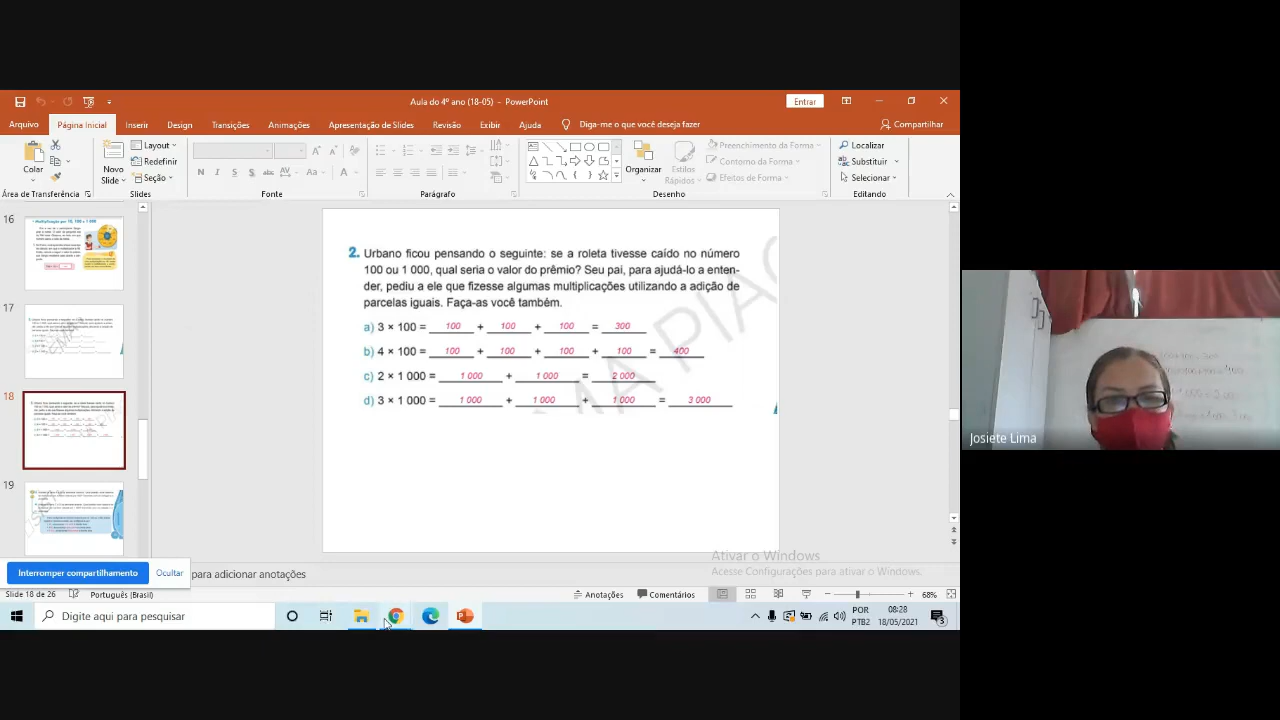 Aula do 4º ano (18-05) – PowerPoint
Entrar
Arquivo Página Inicial Inserir Design Transições Animações Apresentação de Slides Revisão Exibir Ajuda Diga-me o que você deseja fazer Compartilhar
Colar
Novo Slide
Layout
Redefinir
Seção
N I S S abc AV Aa A
Organizar
Estilos Rápidos
Preenchimento da Forma
Contorno da Forma
Efeitos de Forma
Localizar
Substituir
Selecionar
Área de Transferência Slides Fonte Parágrafo Desenho Editando
16
17
18
19
2. Urbano ficou pensando o seguinte: se a roleta tivesse caído no número
100 ou 1 000, qual seria o valor do prêmio? Seu pai, para ajudá-lo a enten-
der, pediu a ele que fizesse algumas multiplicações utilizando a adição de
parcelas iguais. Faça-as você também.
a) 3 × 100 = 100 + 100 + 100 = 300
b) 4 × 100 = 100 + 100 + 100 + 100 = 400
c) 2 × 1 000 = 1 000 + 1 000 = 2 000
d) 3 × 1 000 = 1 000 + 1 000 + 1 000 = 3 000
Josiete Lima
Ativar o Windows
Acesse Configurações para ativar o Windows.
Interromper compartilhamento Ocultar
para adicionar anotações
Slide 18 de 26 Português (Brasil) Anotações Comentários 68%
Digite aqui para pesquisar
POR
PTB2
08:28
18/05/2021
3